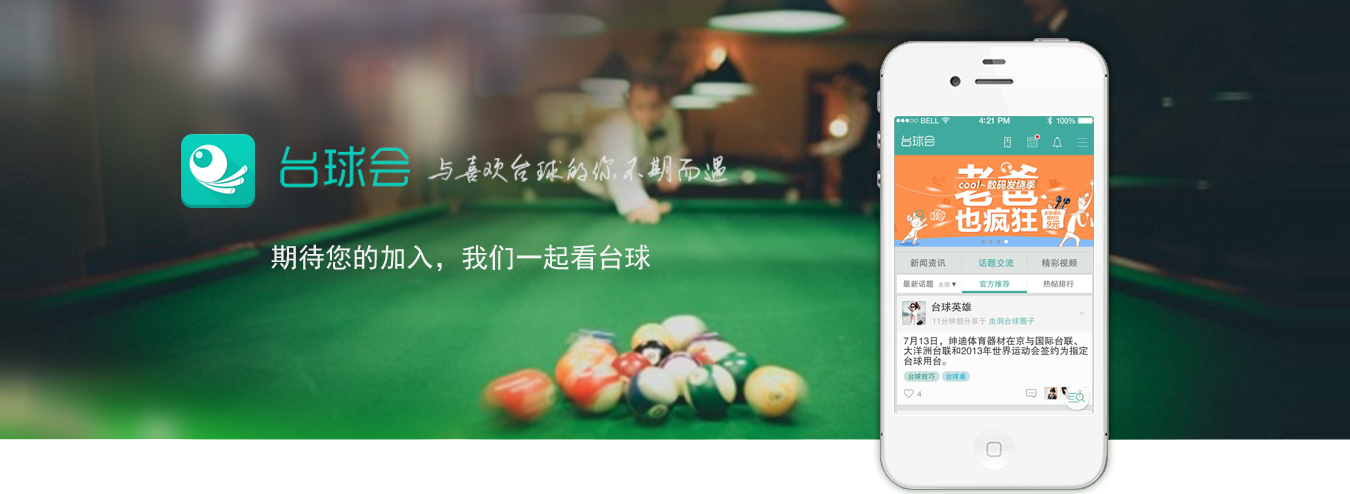 台球会
与喜欢台球的你不期而遇
期待您的加入，我们一起看台球
BELL 4:21 PM 100%
台球会
cool~数码发烧季
老爸
也疯狂
9元
新闻资讯 话题交流 精彩视频
最新话题 全国▼ 官方推荐 热帖排行
台球英雄
11分钟前分享于 虫洞台球圈子
7月13日，绅迪体育器材在京与国际台联、
大洋洲台联和2013年世界运动会签约为指定
台球用台。
台球技巧 台球桌
4